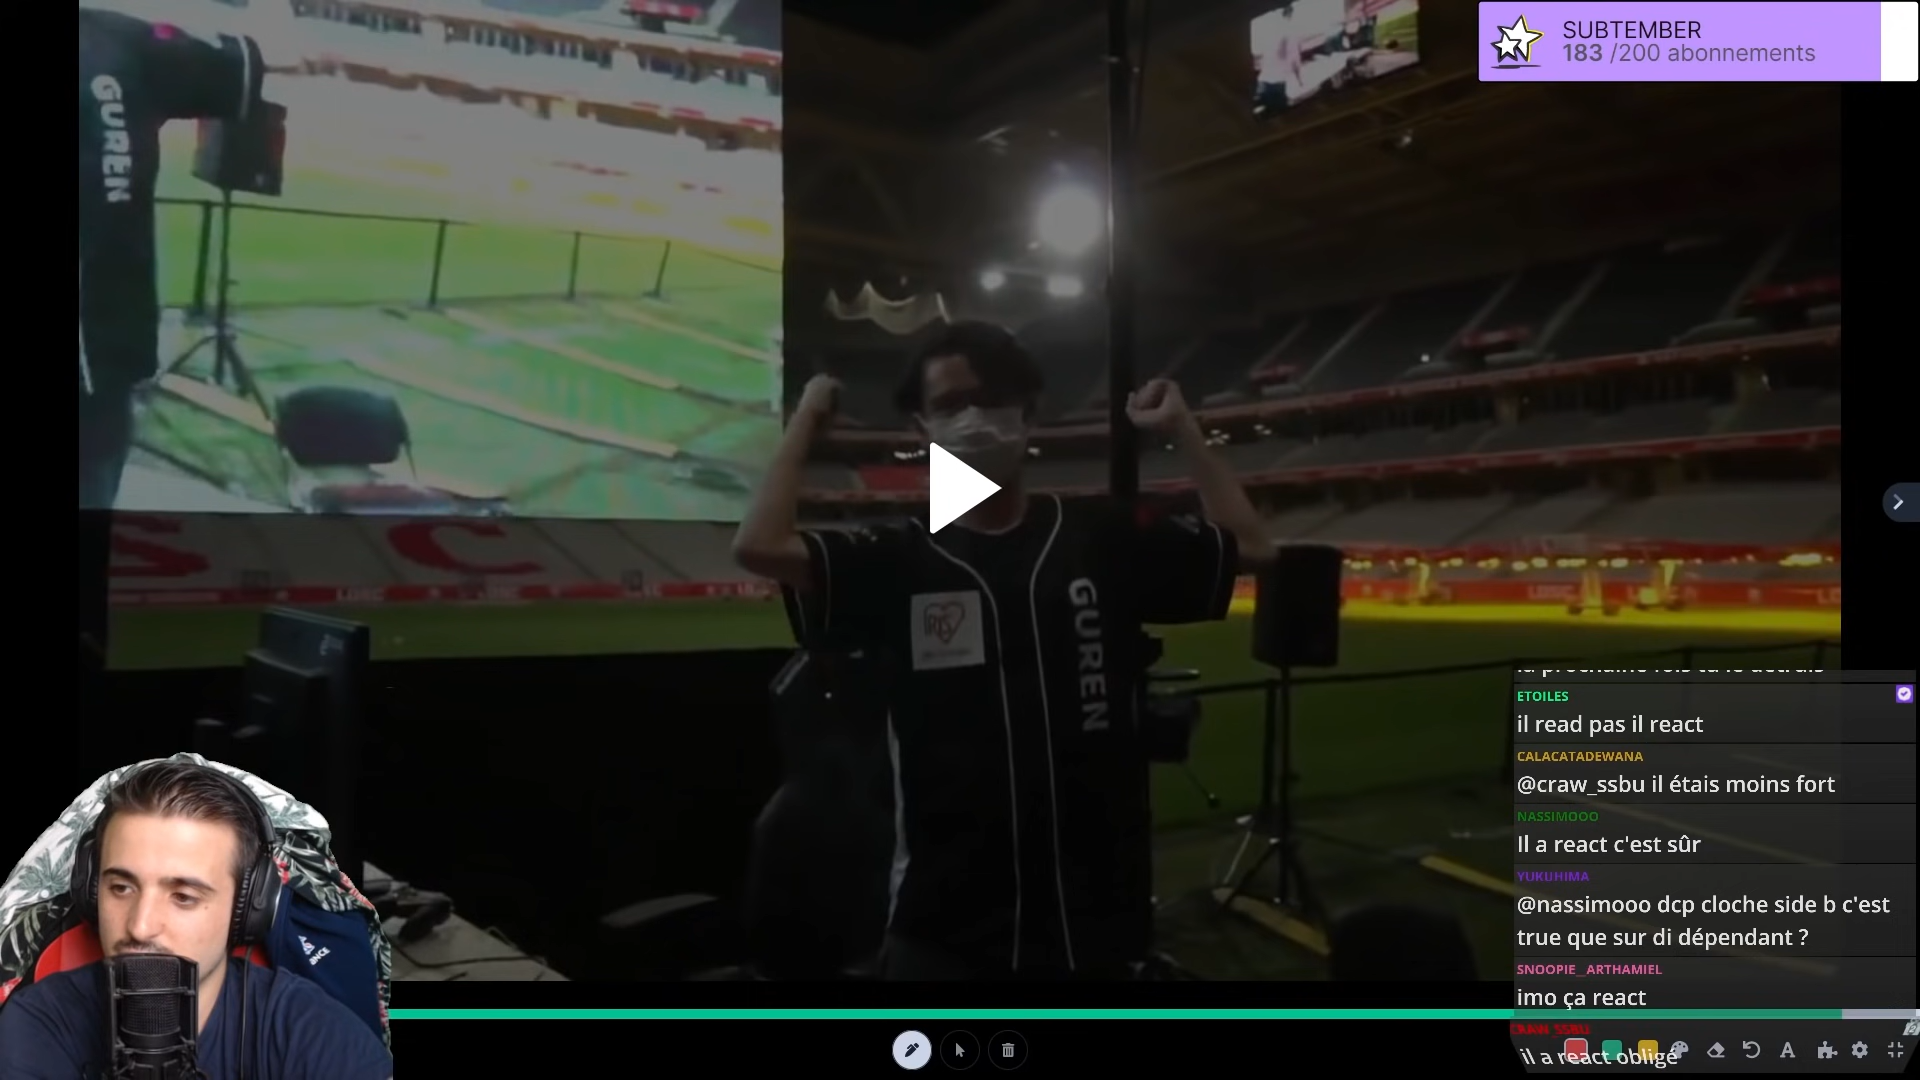 SUBTEMBER
183 /200 abonnements
GUREN
S C
LOSC
GUREN
ETOILES
il read pas il react
CALACATADEWANA
@craw_ssbu il étais moins fort
NASSIMOOO
Il a react c'est sûr
YUKUHIMA
@nassimooo dcp cloche side b c'est
true que sur di dépendant ?
SNOOPIE_ARTHAMIEL
imo ça react
CRAW_SSBU
il a react obligé